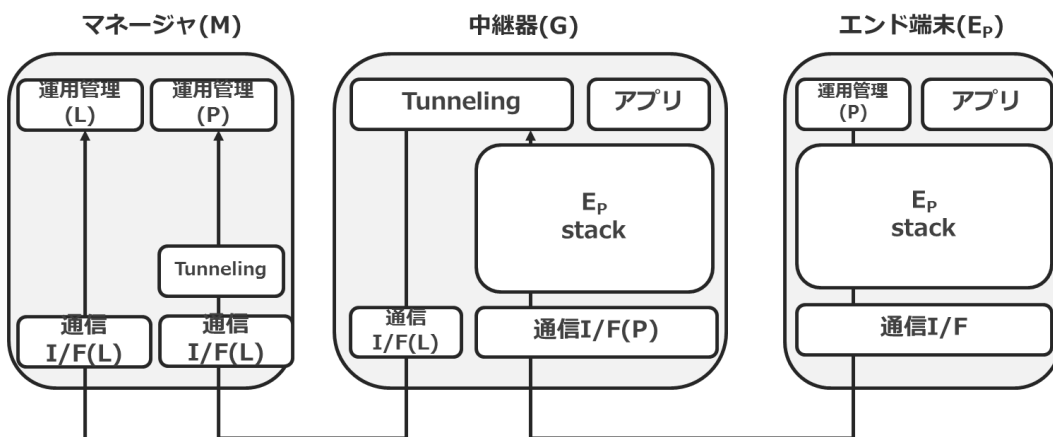 マネージャ(M)
中継器(G)
エンド端末(EP)
運用管理
(L)
運用管理
(P)
Tunneling
アプリ
運用管理
(P)
アプリ
EP
stack
EP
stack
Tunneling
通信
I/F(L)
通信
I/F(L)
通信
I/F(L)
通信I/F(P)
通信I/F